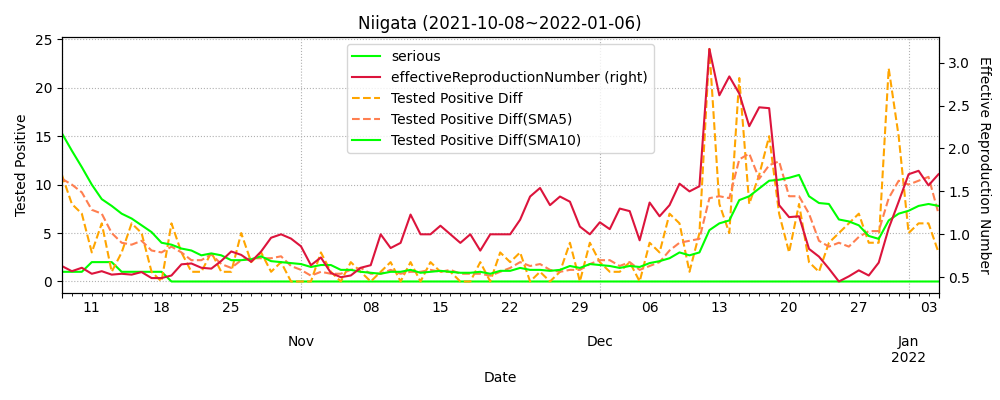 Niigata (2021-10-08~2022-01-06)
serious
effectiveReproductionNumber (right)
Tested Positive Diff
Tested Positive Diff(SMA5)
Tested Positive Diff(SMA10)
Tested Positive
25
20
15
10
5
0
Effective Reproduction Number
3.0
2.5
2.0
1.5
1.0
0.5
11 18 25 08 15 22 29 06 13 20 27 03
Nov Dec Jan
2022
Date